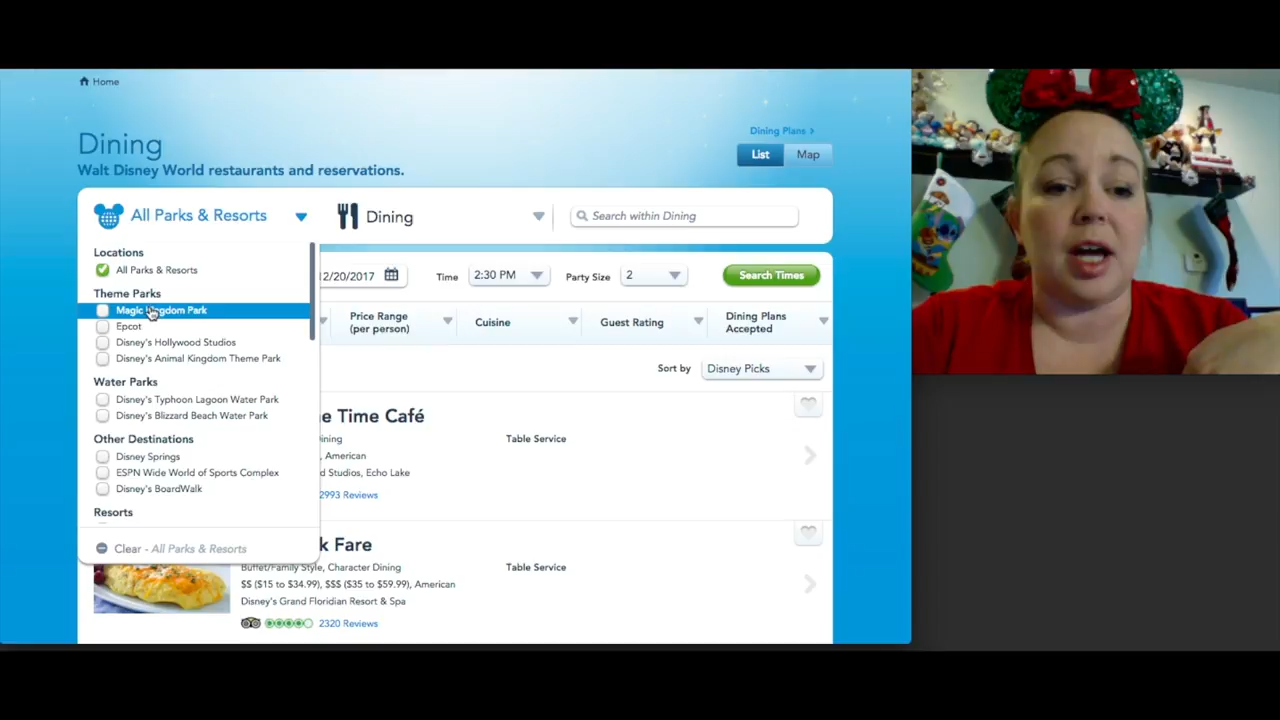 Home
Dining
Walt Disney World restaurants and reservations.
Dining Plans >
List Map
All Parks & Resorts
Dining
Search within Dining
Locations
All Parks & Resorts
Theme Parks
Magic Kingdom Park
Epcot
Disney's Hollywood Studios
Disney's Animal Kingdom Theme Park
Water Parks
Disney's Typhoon Lagoon Water Park
Disney's Blizzard Beach Water Park
Other Destinations
Disney Springs
ESPN Wide World of Sports Complex
Disney's BoardWalk
Resorts
Clear - All Parks & Resorts
2/20/2017 Time 2:30 PM Party Size 2 Search Times
Price Range
(per person)
Cuisine
Guest Rating
Dining Plans
Accepted
Sort by Disney Picks
e Time Café
ining
, American
d Studios, Echo Lake
2993 Reviews
Table Service
k Fare
Buffet/Family Style, Character Dining
$$ ($15 to $34.99), $$$ ($35 to $59.99), American
Disney's Grand Floridian Resort & Spa
2320 Reviews
Table Service